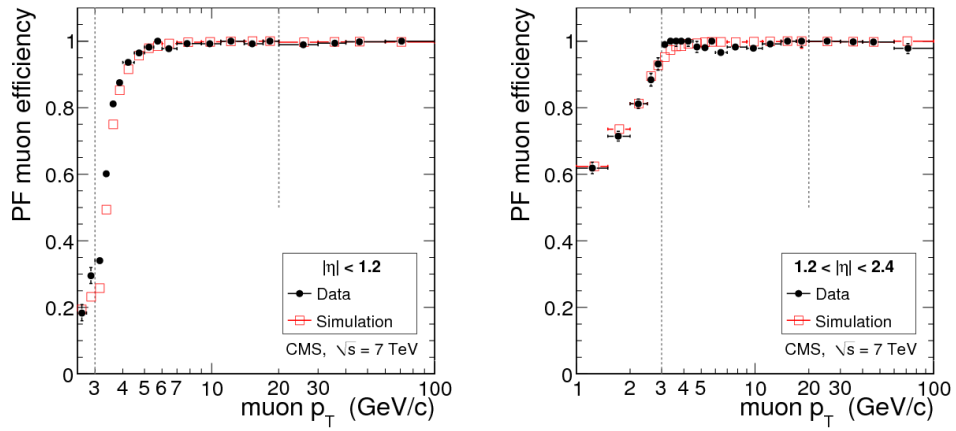 PF muon efficiency
1
0.8
0.6
0.4
0.2
0
|η| < 1.2
Data
Simulation
CMS, √s = 7 TeV
3 4 5 6 7 10 20 30 100
muon p_T (GeV/c)
PF muon efficiency
1
0.8
0.6
0.4
0.2
0
1.2 < |η| < 2.4
Data
Simulation
CMS, √s = 7 TeV
1 2 3 4 5 10 20 30 100
muon p_T (GeV/c)